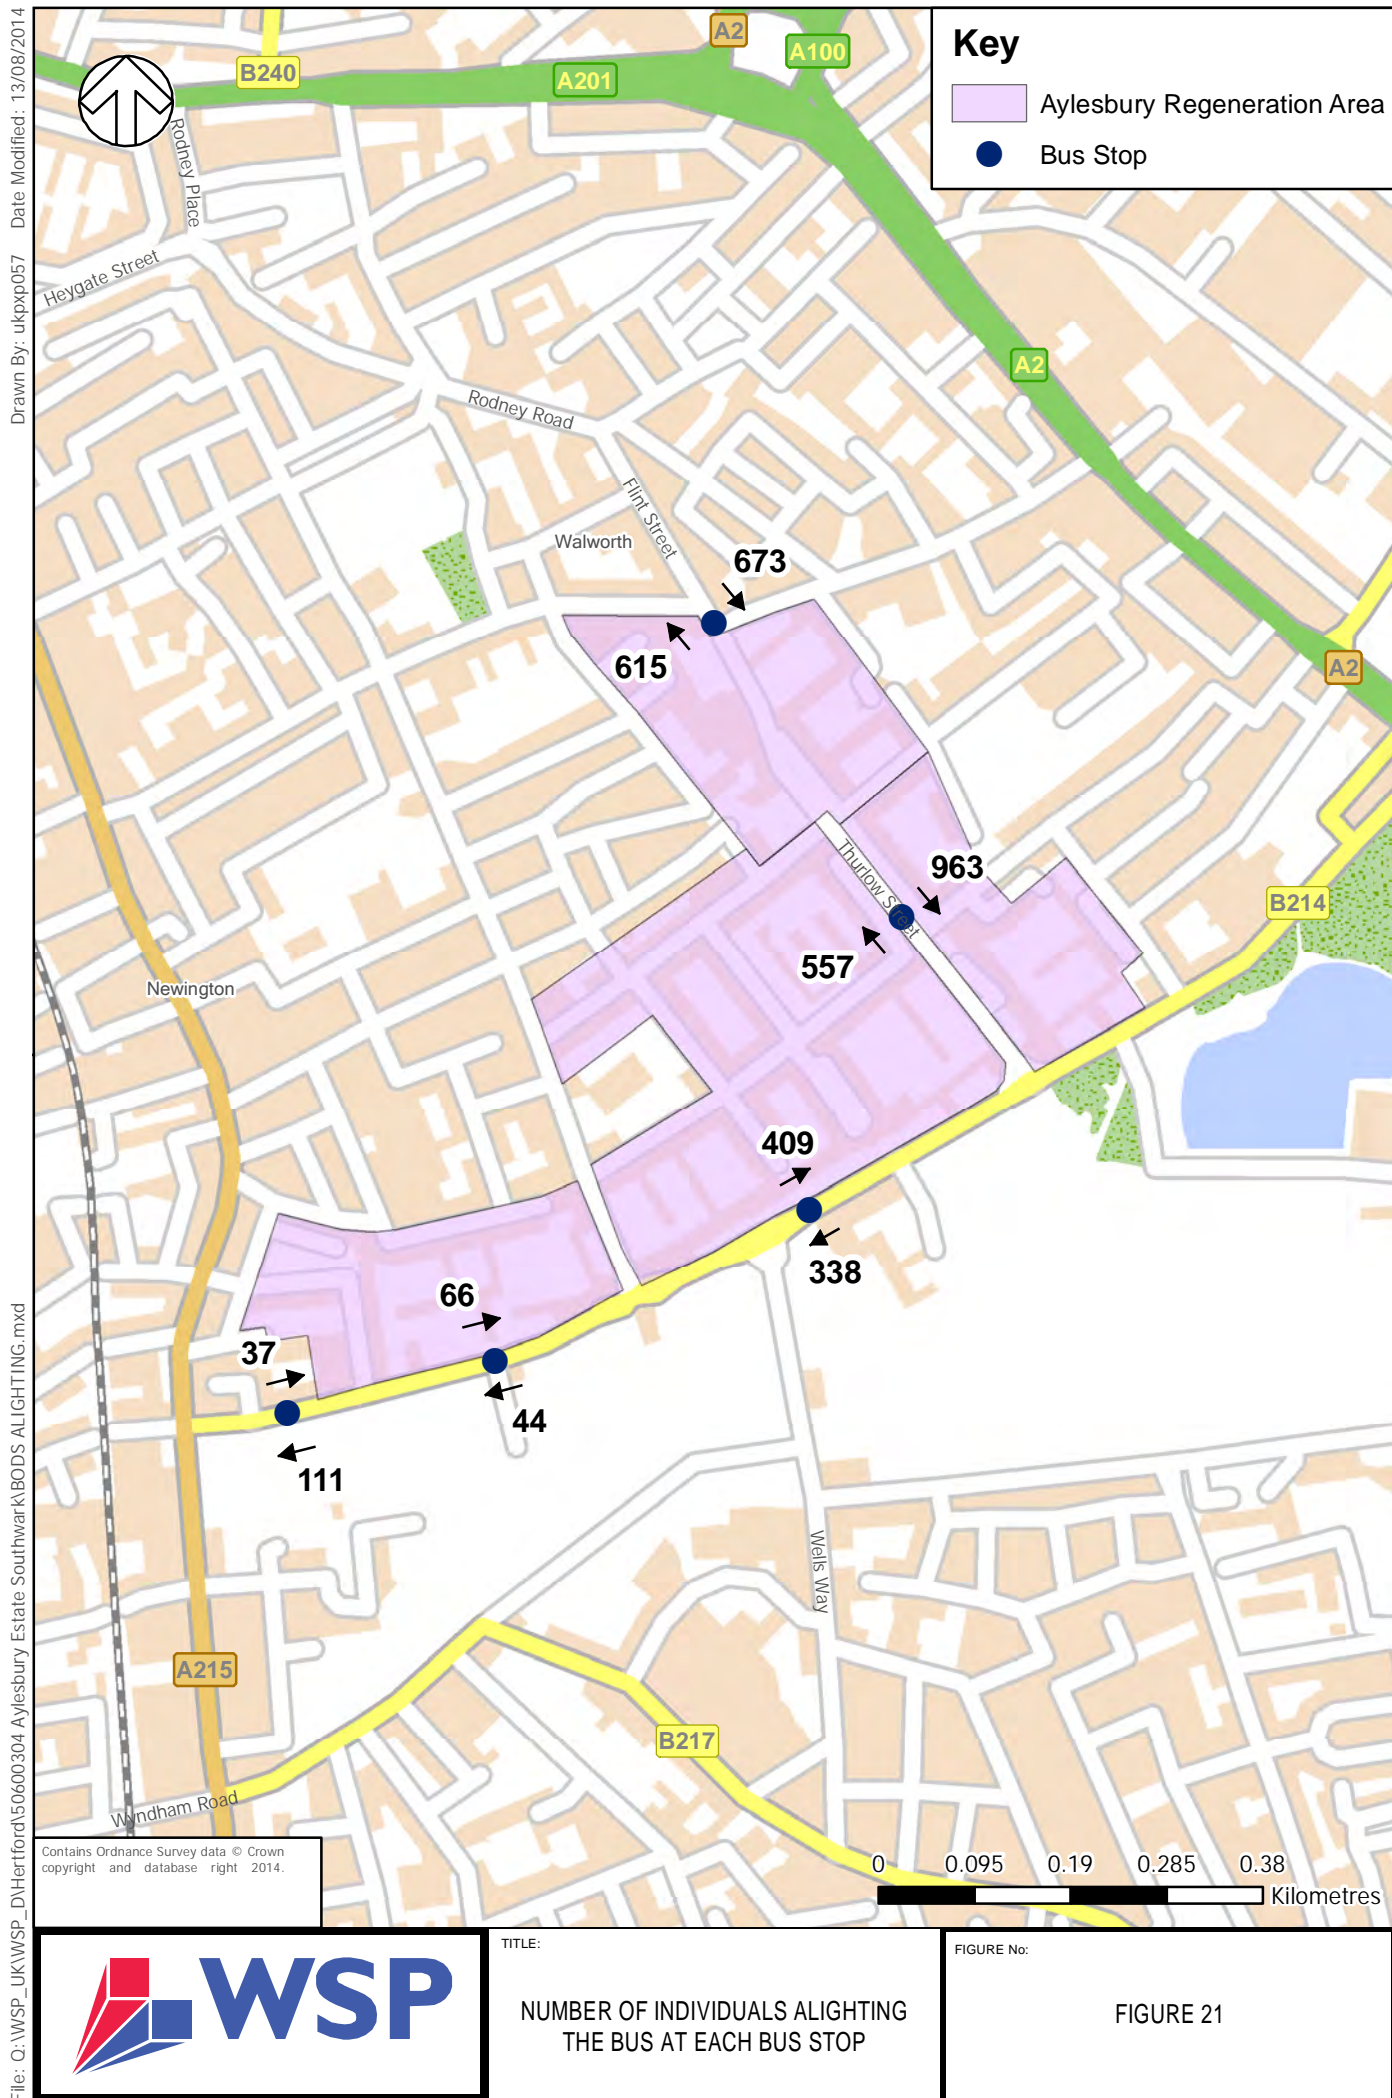 Key
Aylesbury Regeneration Area
Bus Stop
A2
A100
B240
A201
Rodney Place
Heygate Street
A2
Rodney Road
Flint Street
Walworth
673
615
A2
Thurlow Street
963
B214
557
Newington
409
338
66
37
44
111
Wells Way
A215
B217
Wyndham Road
Contains Ordnance Survey data © Crown
copyright and database right 2014.
0 0.095 0.19 0.285 0.38
Kilometres
WSP
TITLE:
NUMBER OF INDIVIDUALS ALIGHTING
THE BUS AT EACH BUS STOP
FIGURE No:
FIGURE 21
File: Q:\WSP_UK\WSP_D\Hertford\50600304 Aylesbury Estate Southwark\BODS ALIGHTING.mxd
Drawn By: ukpxp057 Date Modified: 13/08/2014